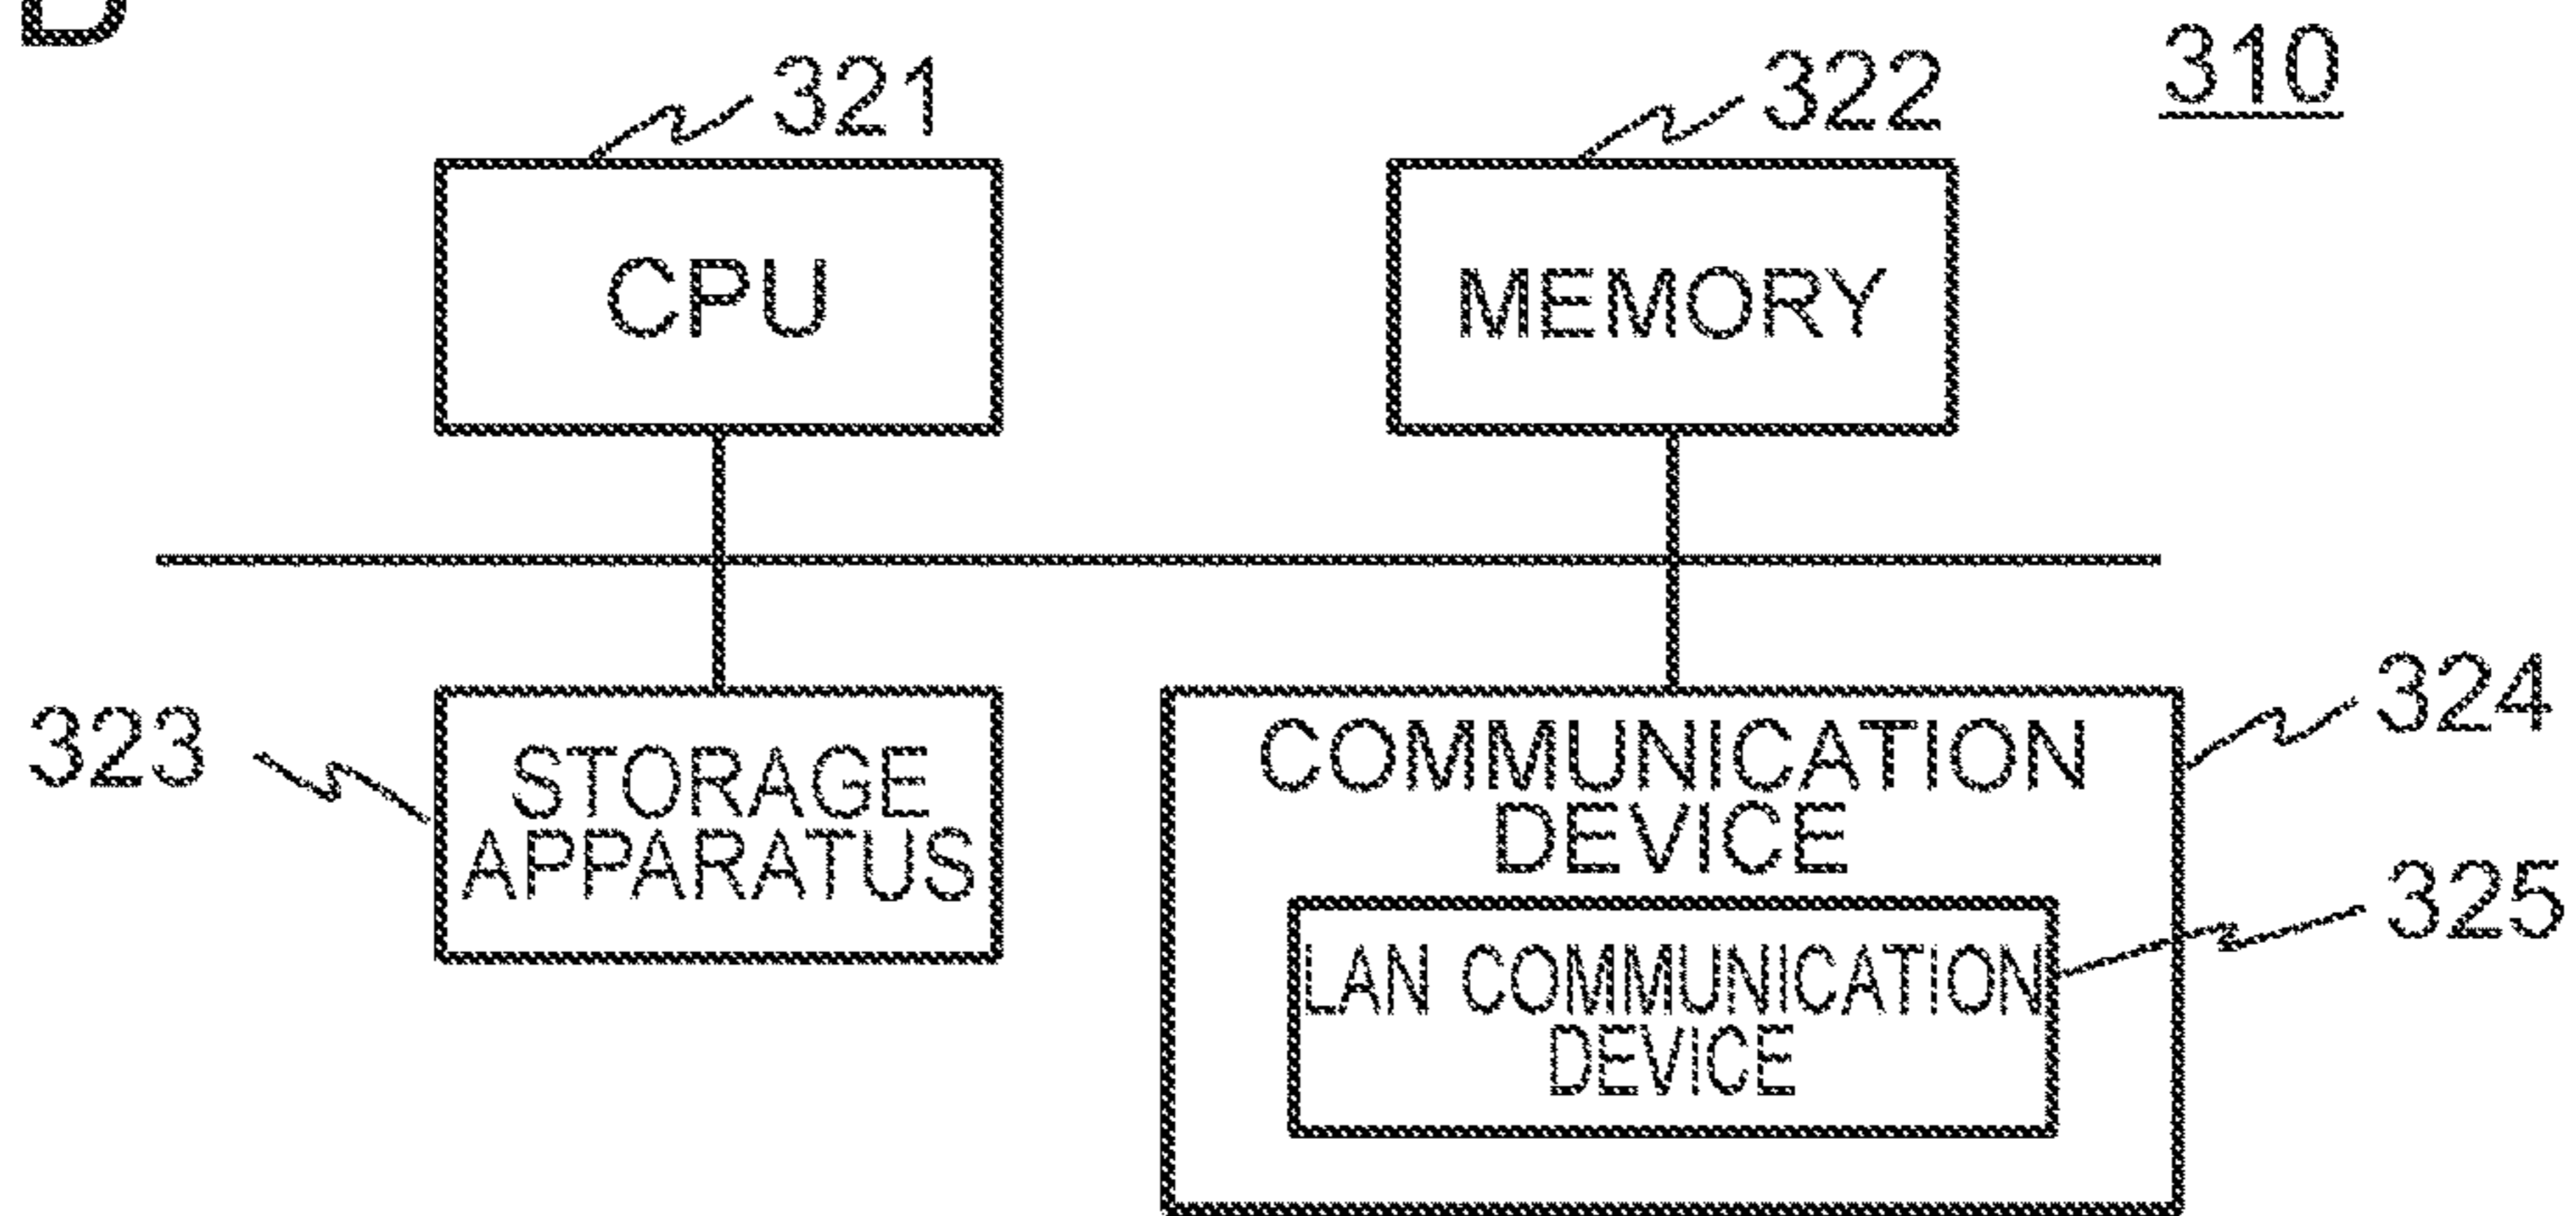 321
322
310
CPU
MEMORY
323
STORAGE
APPARATUS
COMMUNICATION
DEVICE
324
LAN COMMUNICATION
DEVICE
325